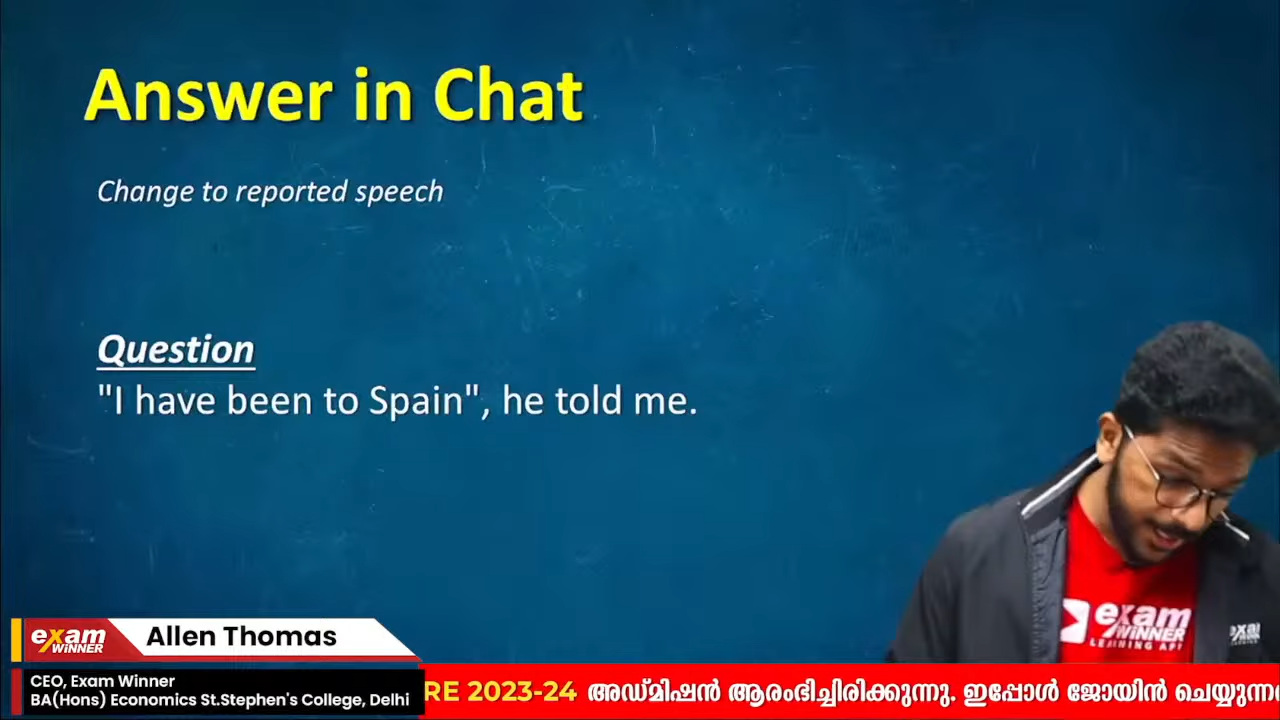 Answer in Chat
Change to reported speech
Question
"I have been to Spain", he told me.
exam
WiNNER
LEARNING APP
exam
WiNNER
Allen Thomas
CEO, Exam Winner
BA(Hons) Economics St.Stephen's College, Delhi
RE 2023-24 അഡ്മിഷൻ ആരംഭിച്ചിരിക്കുന്നു. ഇപ്പോൾ ജോയിൻ